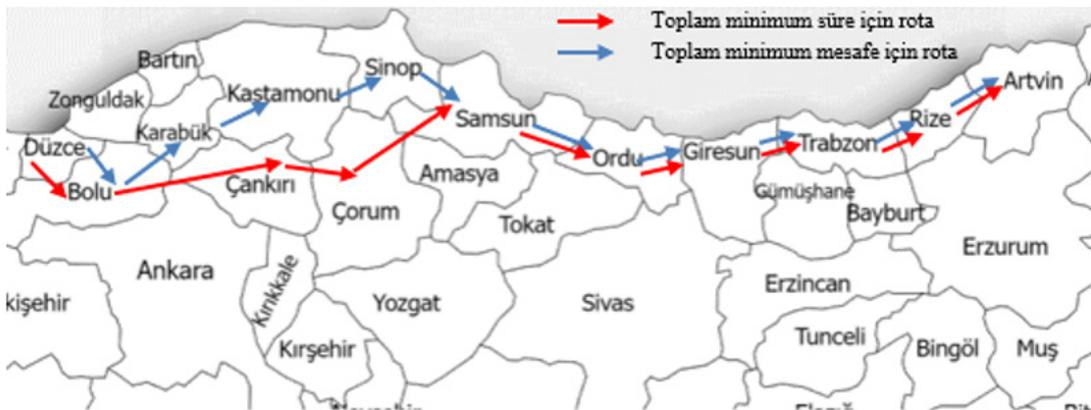 Toplam minimum süre için rota
Toplam minimum mesafe için rota
Bartın
Sinop
Artvin
Zonguldak
Kastamonu
Karabük
Samsun
Rize
Düzce
Ordu
Giresun
Trabzon
Bolu
Çankırı
Amasya
Gümüşhane
Çorum
Tokat
Bayburt
Ankara
Erzurum
Kırıkkale
Erzincan
kişehir
Yozgat
Sivas
Tunceli
Kırşehir
Bingöl
Muş